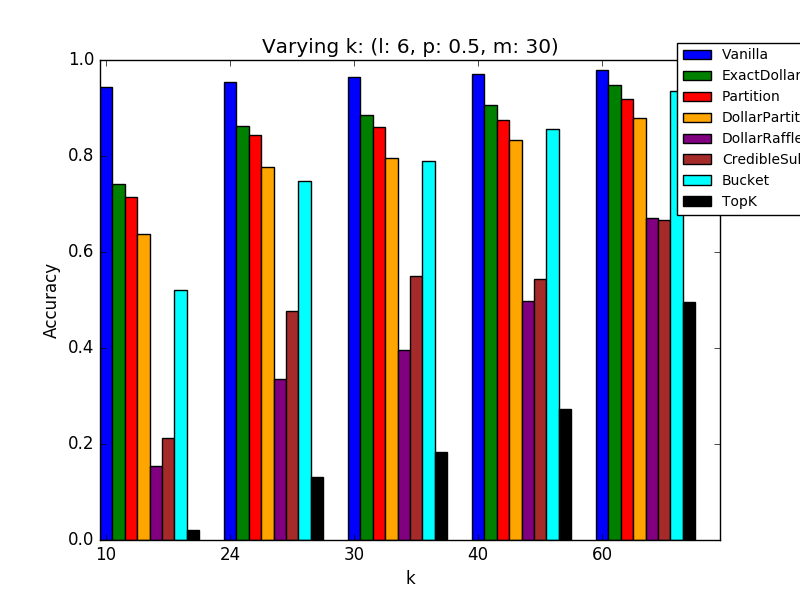 Varying k: (l: 6, p: 0.5, m: 30)
1.0
0.8
0.6
0.4
0.2
0.0
Accuracy
10 24 30 40 60
k
Vanilla
ExactDollar
Partition
DollarPartit
DollarRaffle
CredibleSul
Bucket
TopK